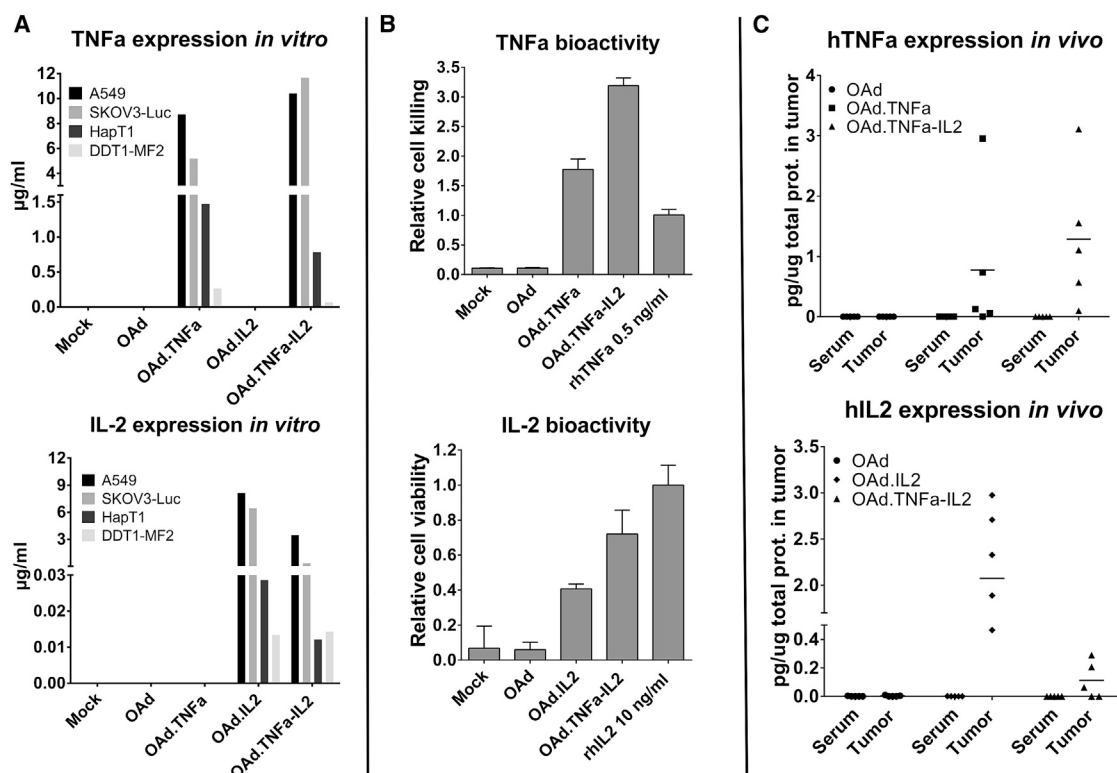 A
TNFa expression in vitro
12
10
8
6
4
1.5
1.0
0.5
0.0
µg/ml
A549
SKOV3-Luc
HapT1
DDT1-MF2
Mock
OAd
OAd.TNFa
OAd.IL2
OAd.TNFa-IL2
IL-2 expression in vitro
12
9
6
3
0.03
0.02
0.01
0.00
µg/ml
A549
SKOV3-Luc
HapT1
DDT1-MF2
Mock
OAd
OAd.TNFa
OAd.IL2
OAd.TNFa-IL2
B
TNFa bioactivity
3.5
3.0
2.5
2.0
1.5
1.0
0.5
0.0
Relative cell killing
Mock
OAd
OAd.TNFa
OAd.TNFa-IL2
rhTNFa 0.5 ng/ml
IL-2 bioactivity
1.2
1.0
0.8
0.6
0.4
0.2
0.0
Relative cell viability
Mock
OAd
OAd.IL2
OAd.TNFa-IL2
rhIL2 10 ng/ml
C
hTNFa expression in vivo
4
3
2
1
0
pg/ug total prot. in tumor
OAd
OAd.TNFa
OAd.TNFa-IL2
Serum
Tumor
Serum
Tumor
Serum
Tumor
hIL2 expression in vivo
3.5
3.0
2.5
2.0
0.4
0.2
0.0
pg/ug total prot. in tumor
OAd
OAd.IL2
OAd.TNFa-IL2
Serum
Tumor
Serum
Tumor
Serum
Tumor